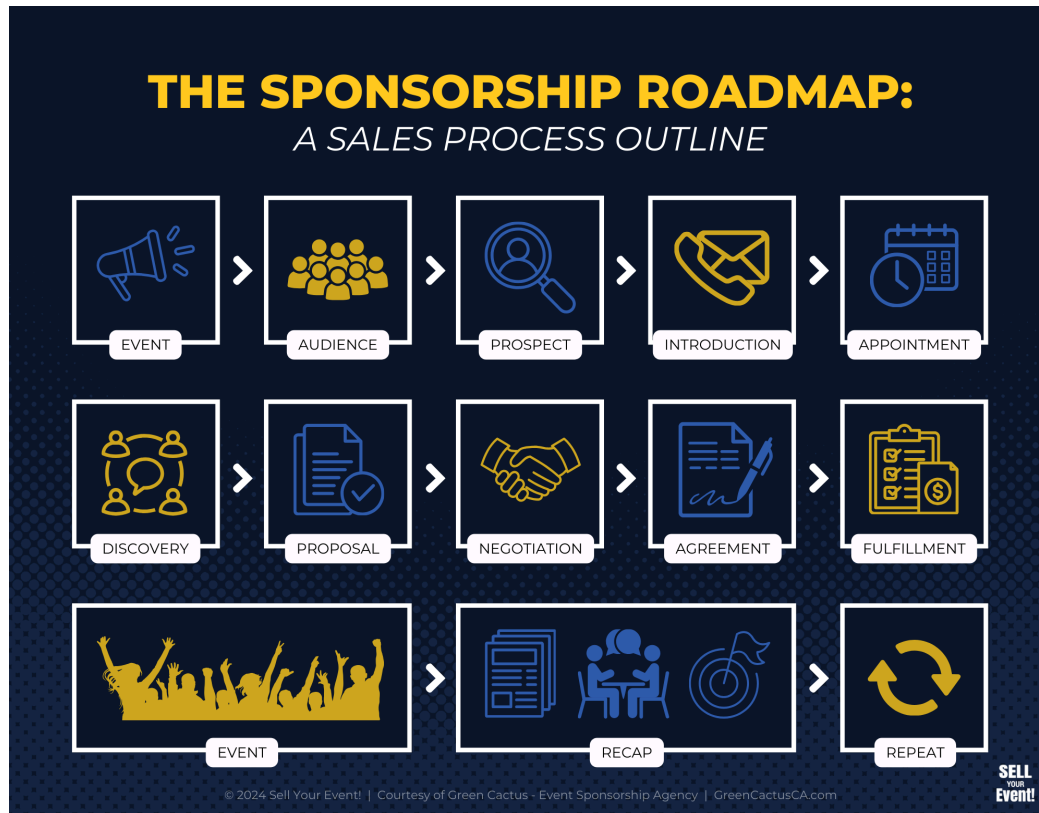 THE SPONSORSHIP ROADMAP:
A SALES PROCESS OUTLINE
EVENT
AUDIENCE
PROSPECT
INTRODUCTION
APPOINTMENT
DISCOVERY
PROPOSAL
NEGOTIATION
AGREEMENT
FULFILLMENT
EVENT
RECAP
REPEAT
© 2024 Sell Your Event! | Courtesy of Green Cactus - Event Sponsorship Agency | GreenCactusCA.com
SELL
YOUR
Event!